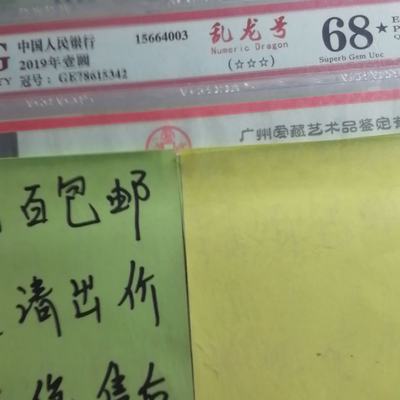 中国人民银行 15664003 乱龙号 68★
2019年壹圆 Numeric Dragon
冠号: GE78615342 (☆☆☆) Superb Gem Unc
广州爱藏艺术品鉴定
百包邮
请出价
售后